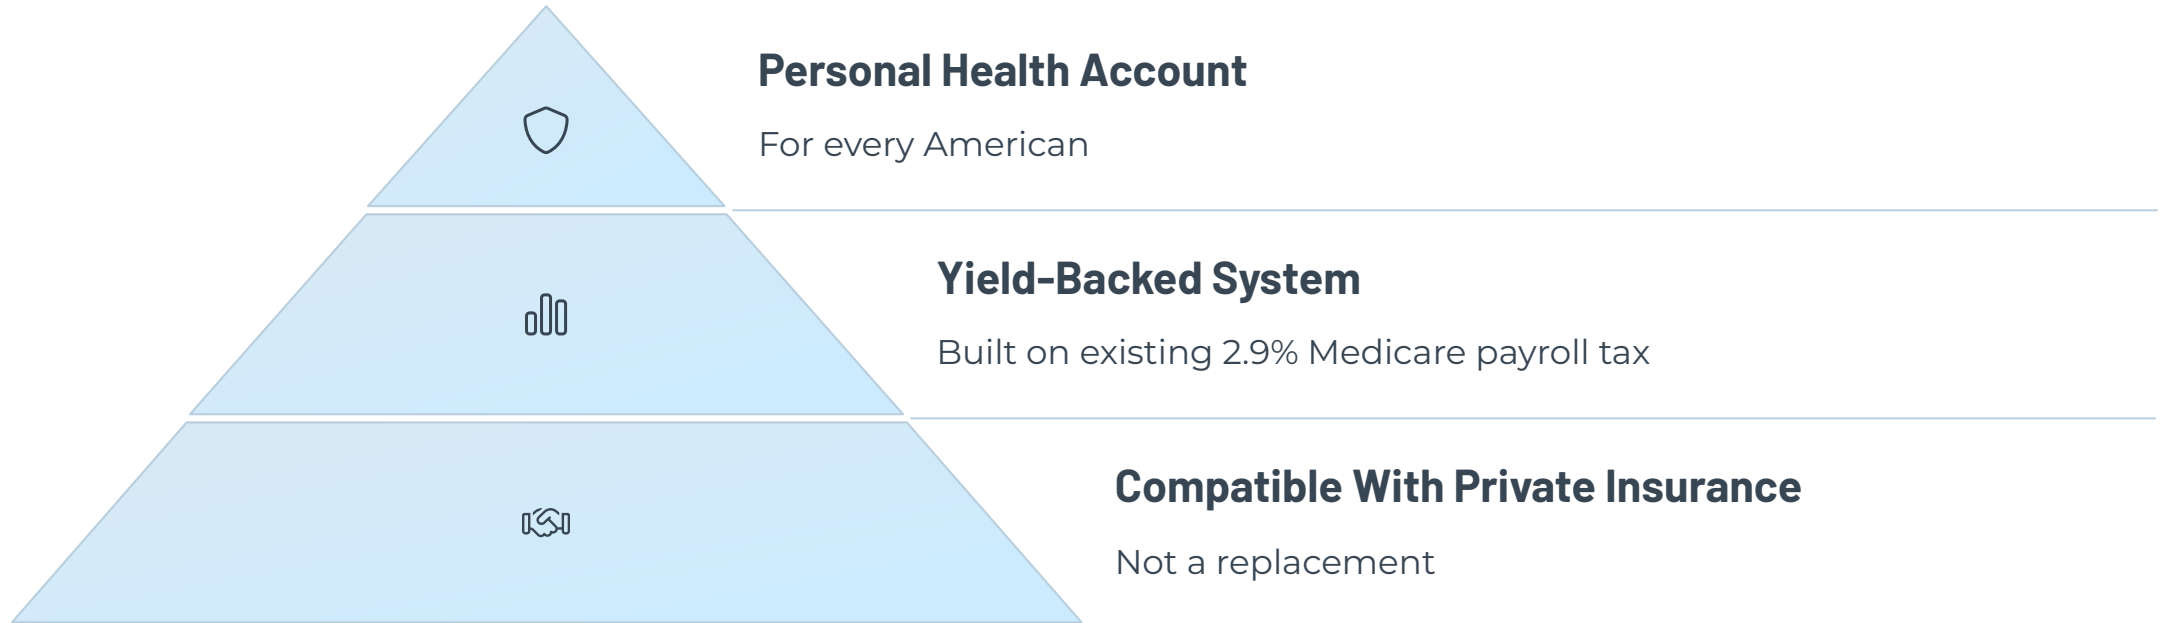 Personal Health Account
For every American
Yield-Backed System
Built on existing 2.9% Medicare payroll tax
Compatible With Private Insurance
Not a replacement